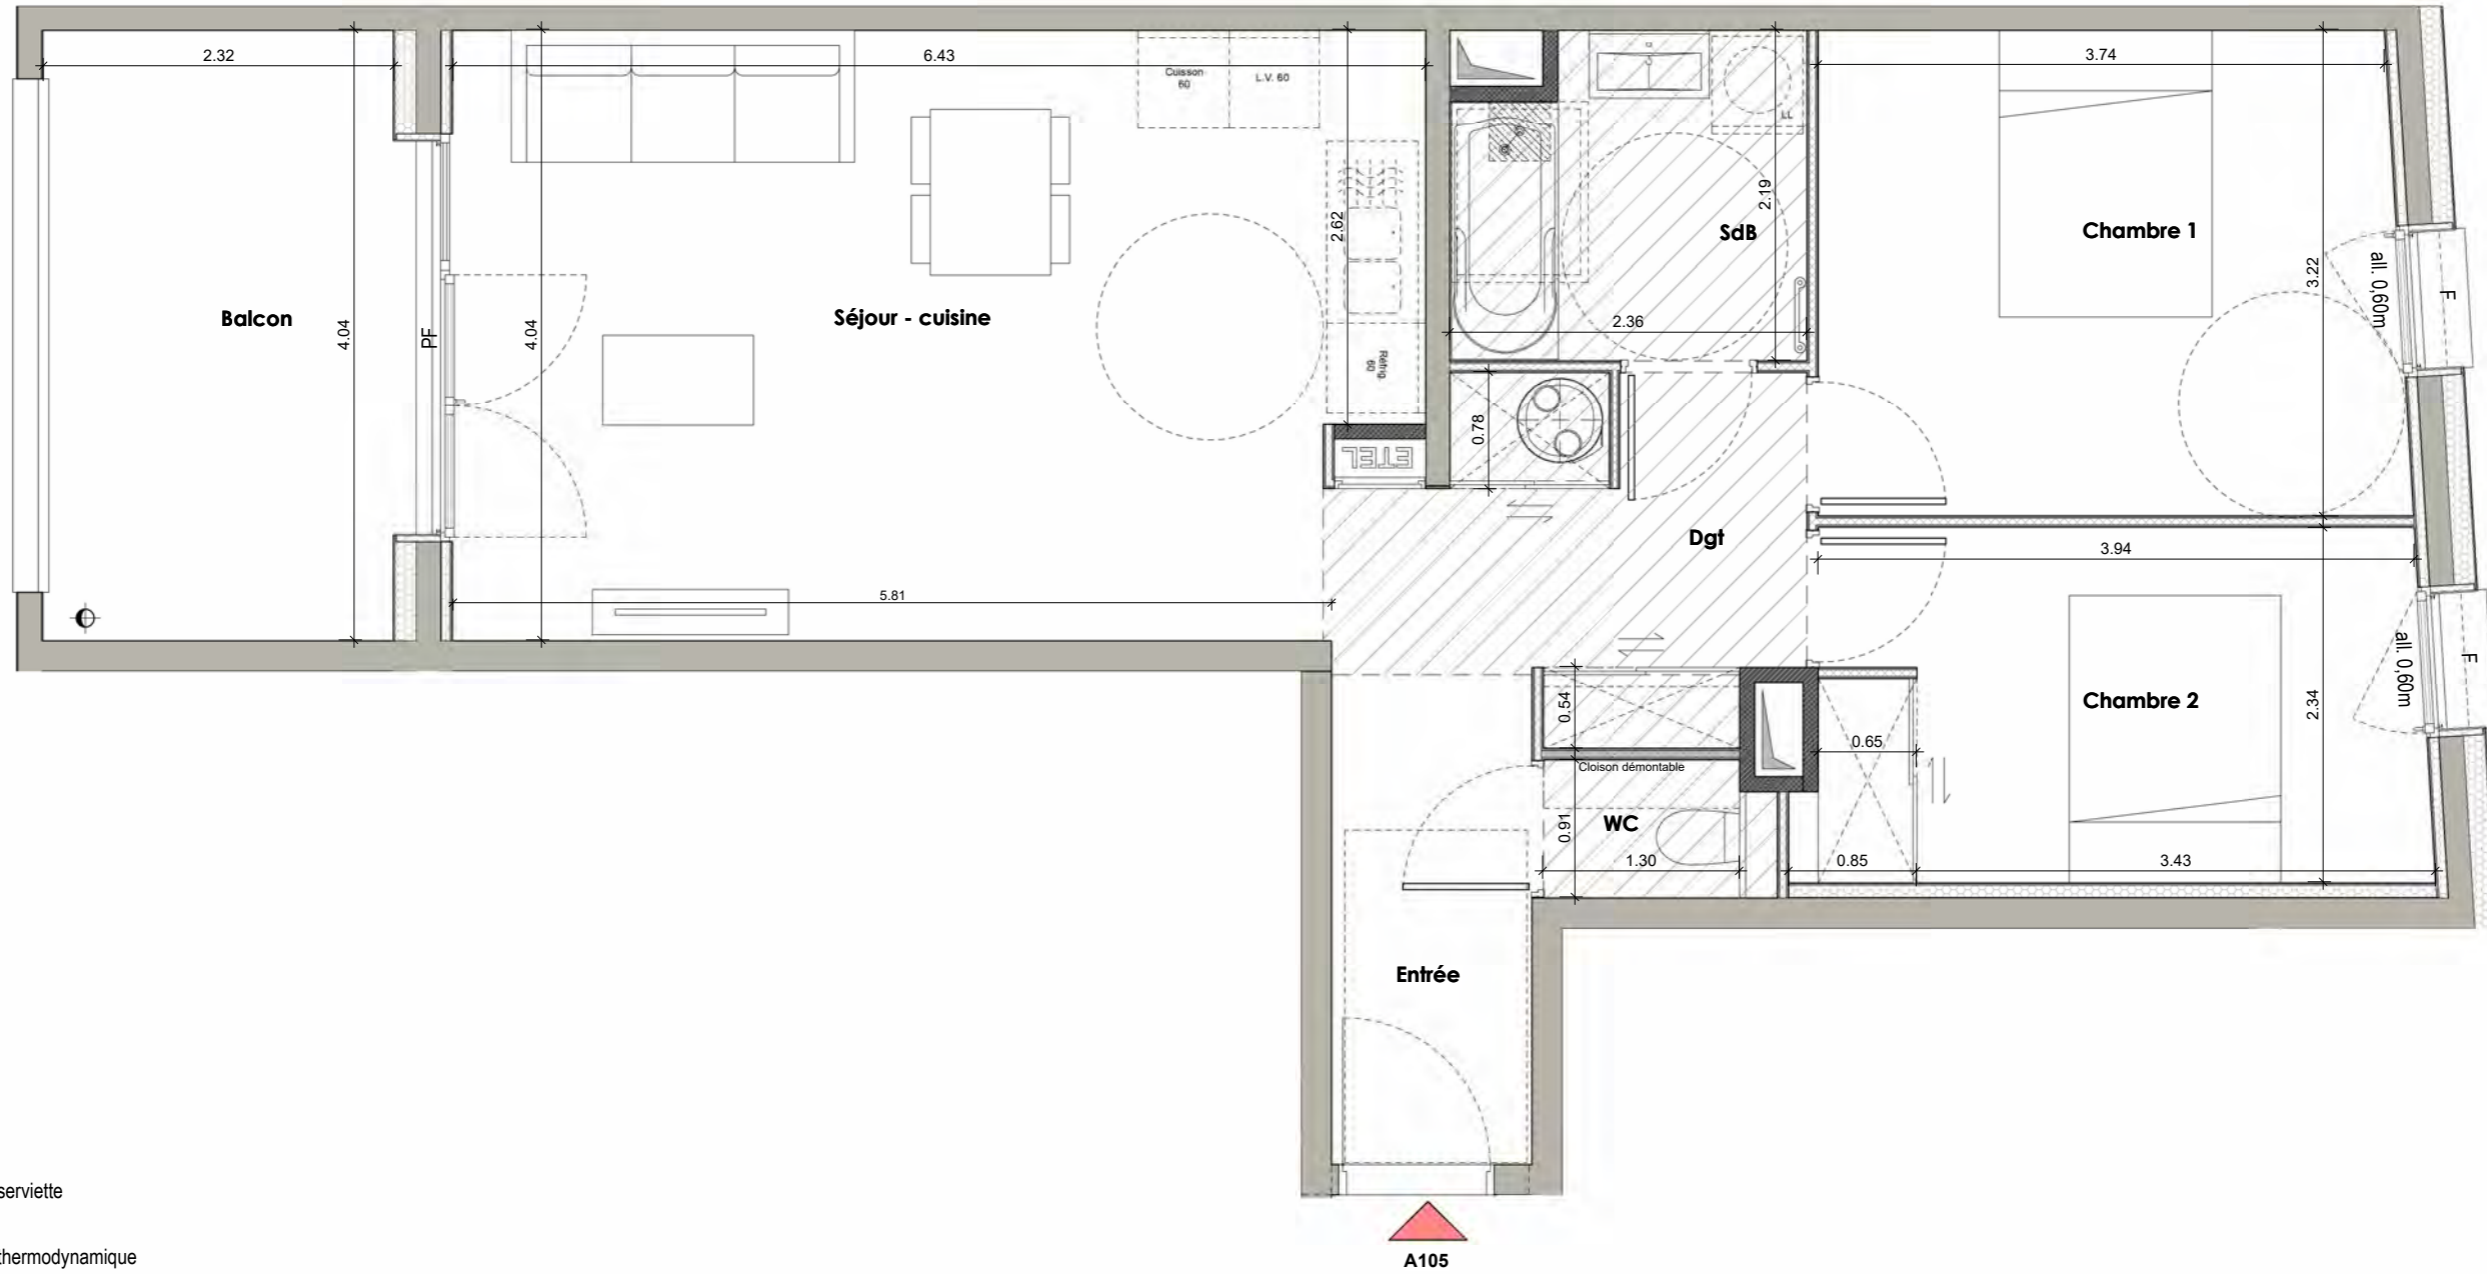 2.32
6.43
3.74
Cuisson
60
L.V. 60
LL
2.19
2.62
SdB
Chambre 1
3.22
all. 0,60m
F
Balcon
4.04
PF
4.04
Séjour - cuisine
2.36
Réfrig
60
0.78
ETEL
Dgt
3.94
5.81
0.54
Cloison démontable
0.65
Chambre 2
2.34
all. 0,60m
F
WC
0.91
1.30
0.85
3.43
Entrée
serviette
thermodynamique
A105